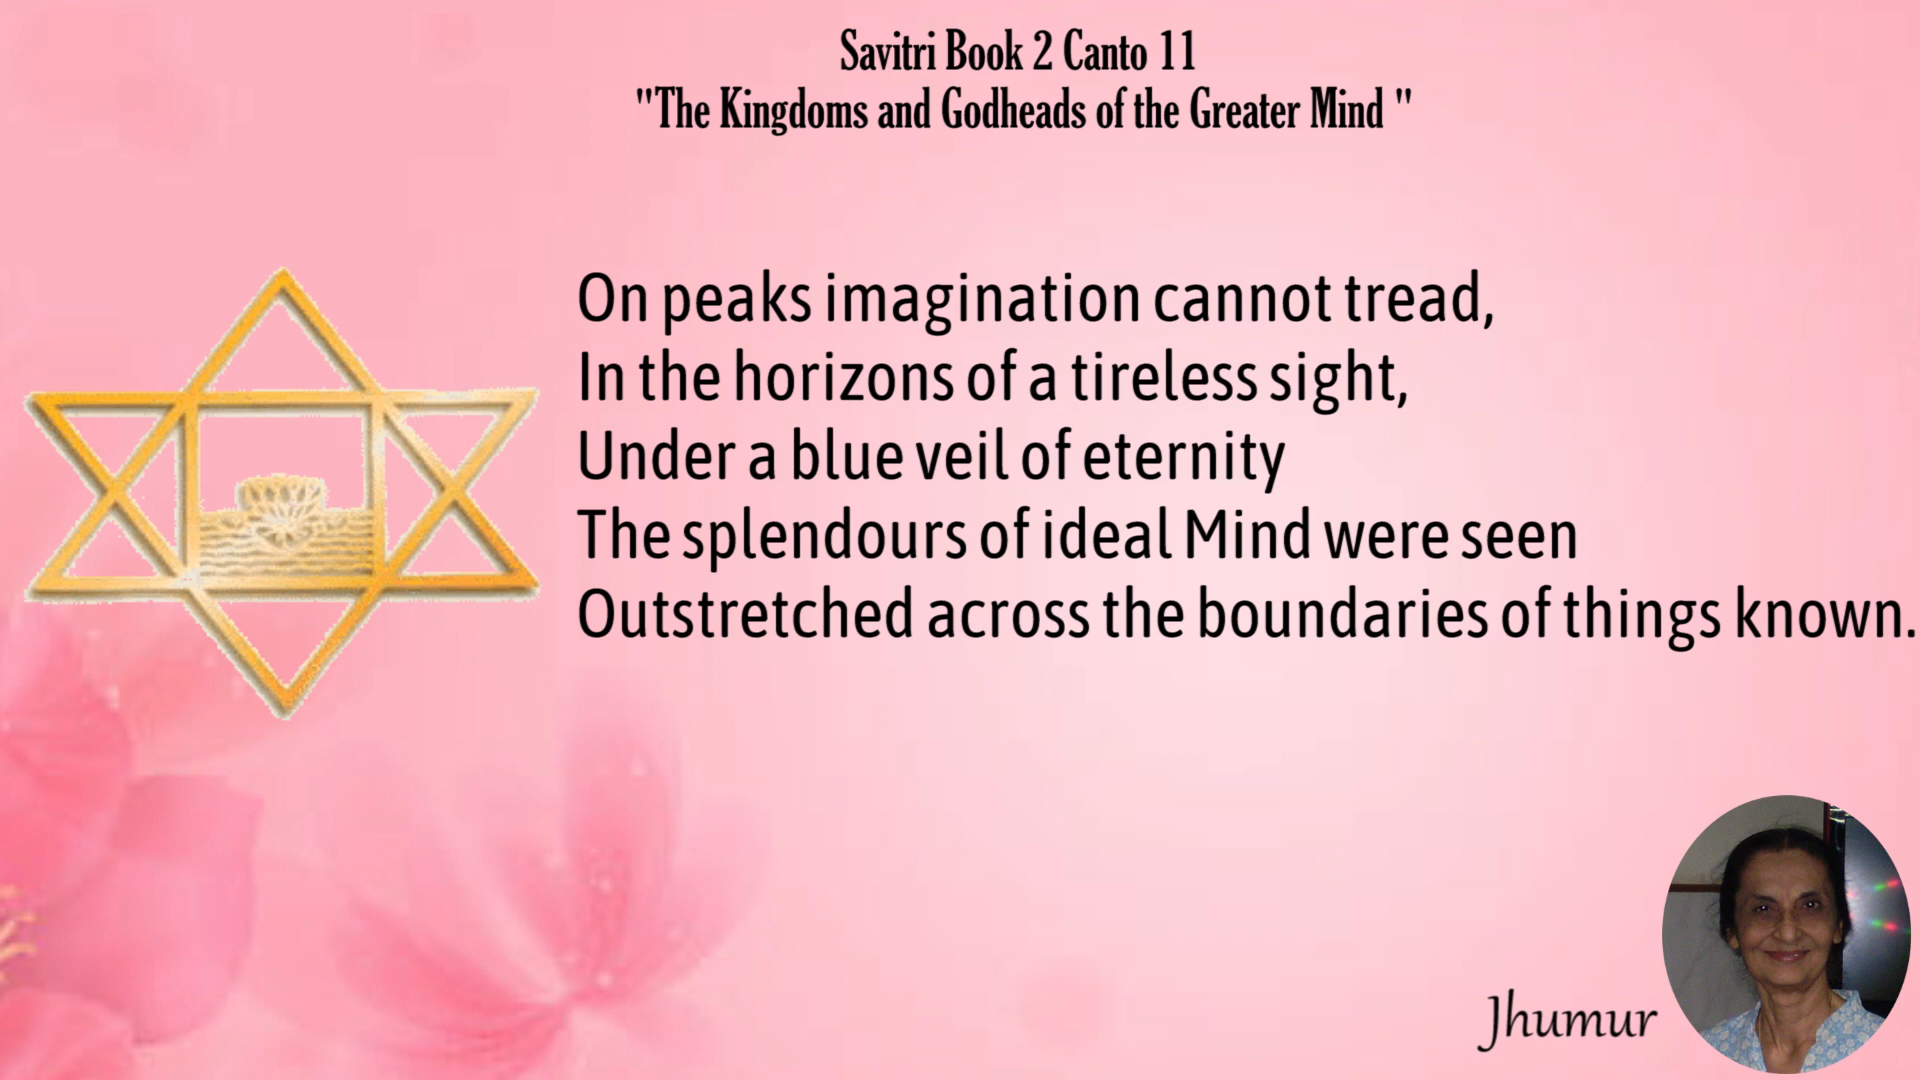 Savitri Book 2 Canto 11
"The Kingdoms and Godheads of the Greater Mind "
On peaks imagination cannot tread,
In the horizons of a tireless sight,
Under a blue veil of eternity
The splendours of ideal Mind were seen
Outstretched across the boundaries of things known.
Jhumur